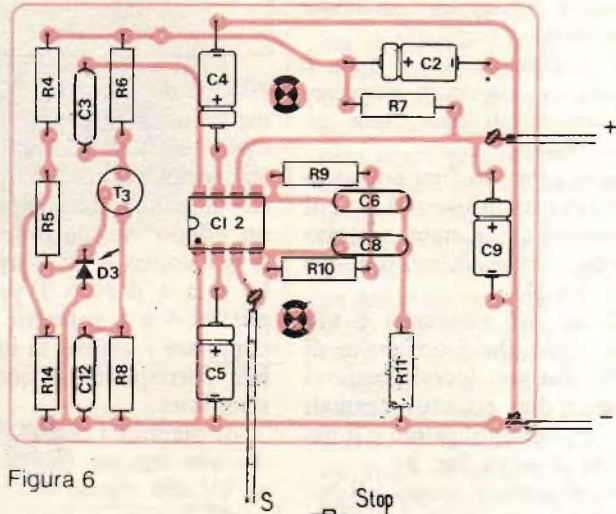 R4
C3
R6
C4
C2
R7
R5
T3
D3
CI 2
R9
C6
C8
R10
C9
R14
C12
R8
C5
R11
+
+
+
+
+
−
Figura 6
S
Stop